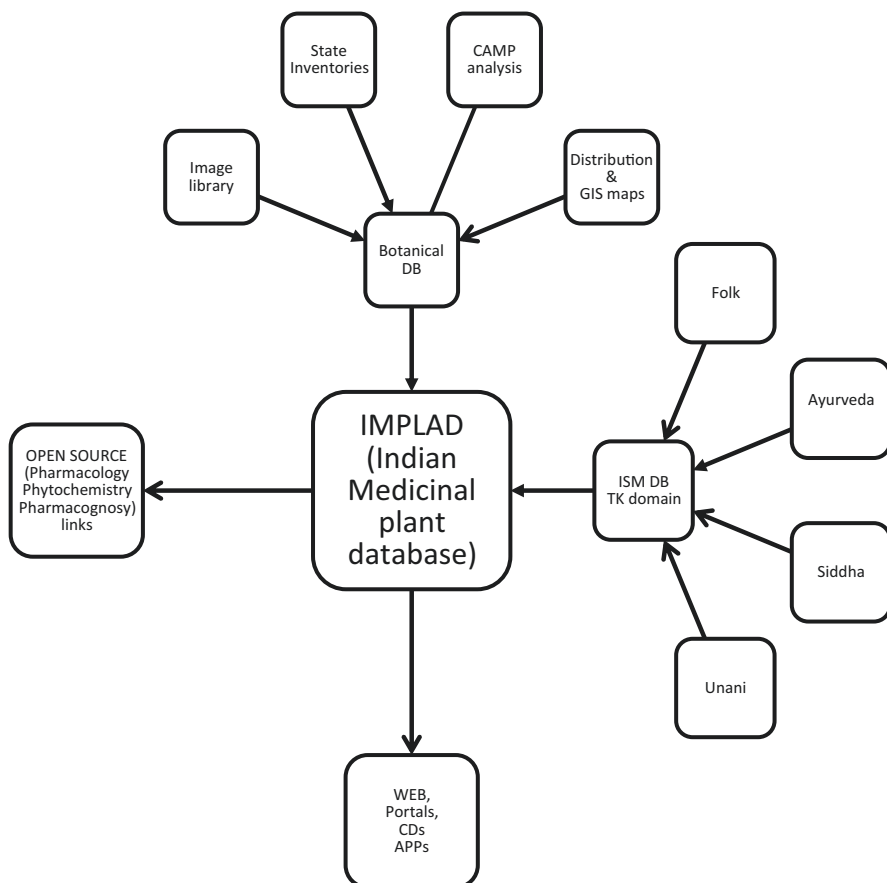 State
Inventories
CAMP
analysis
Image
library
Distribution
&
GIS maps
Botanical
DB
Folk
Ayurveda
IMPLAD
(Indian
Medicinal
plant
database)
OPEN SOURCE
(Pharmacology
Phytochemistry
Pharmacognosy)
links
ISM DB
TK domain
Siddha
Unani
WEB,
Portals,
CDs
APPs